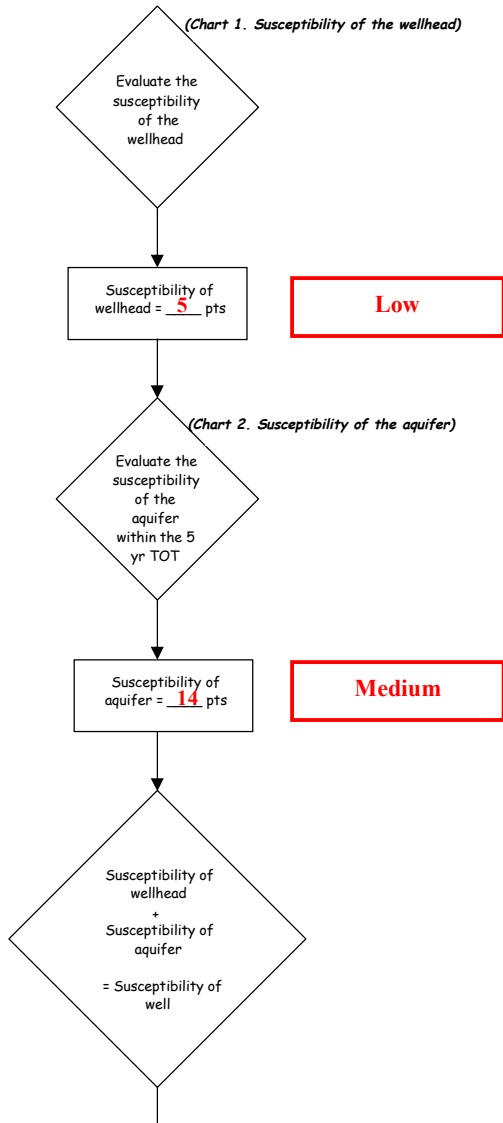 (Chart 1. Susceptibility of the wellhead)
Evaluate the
susceptibility
of the
wellhead
Susceptibility of
wellhead = __5__ pts
Low
(Chart 2. Susceptibility of the aquifer)
Evaluate the
susceptibility
of the
aquifer
within the 5
yr TOT
Susceptibility of
aquifer = __14__ pts
Medium
Susceptibility of
wellhead
+
Susceptibility of
aquifer
= Susceptibility of
well